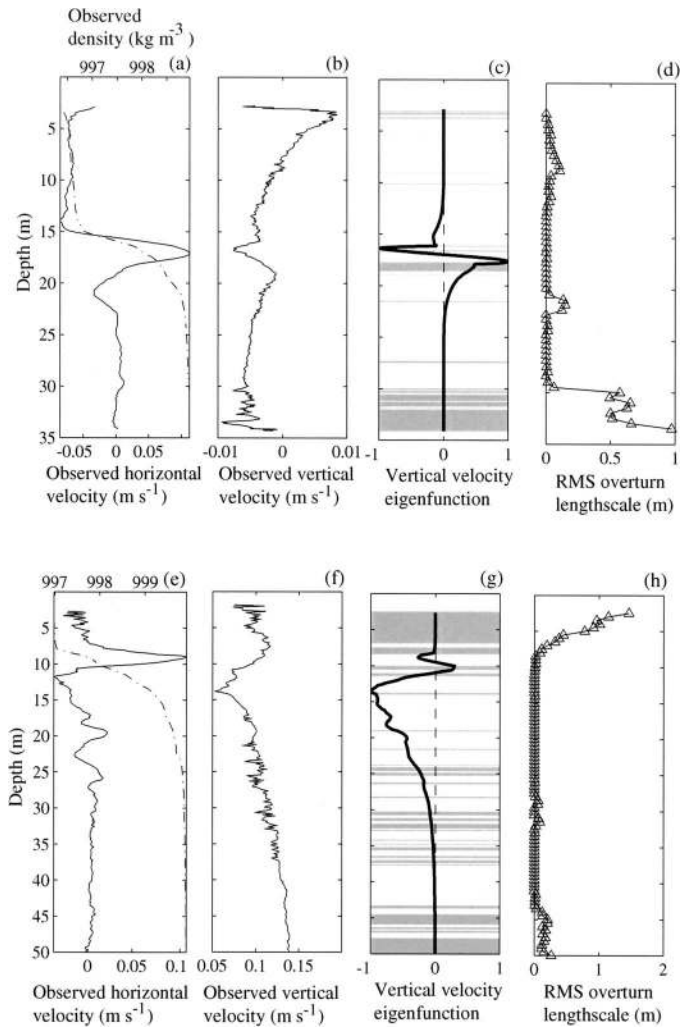 Observed
density (kg m-3)
997 998 (a)
(b)
(c)
(d)
5
10
15
20
25
30
35
Depth (m)
-0.05 0 0.05
-0.01 0 0.01
-1 0 1
0 0.5 1
Observed horizontal
velocity (m s-1)
Observed vertical
velocity (m s-1)
Vertical velocity
eigenfunction
RMS overturn
lengthscale (m)
997 998 999 (e)
(f)
(g)
(h)
5
10
15
20
25
30
35
40
45
50
Depth (m)
0 0.05 0.1
0.05 0.1 0.15
-1 0 1
0 1 2
Observed horizontal
velocity (m s-1)
Observed vertical
velocity (m s-1)
Vertical velocity
eigenfunction
RMS overturn
lengthscale (m)